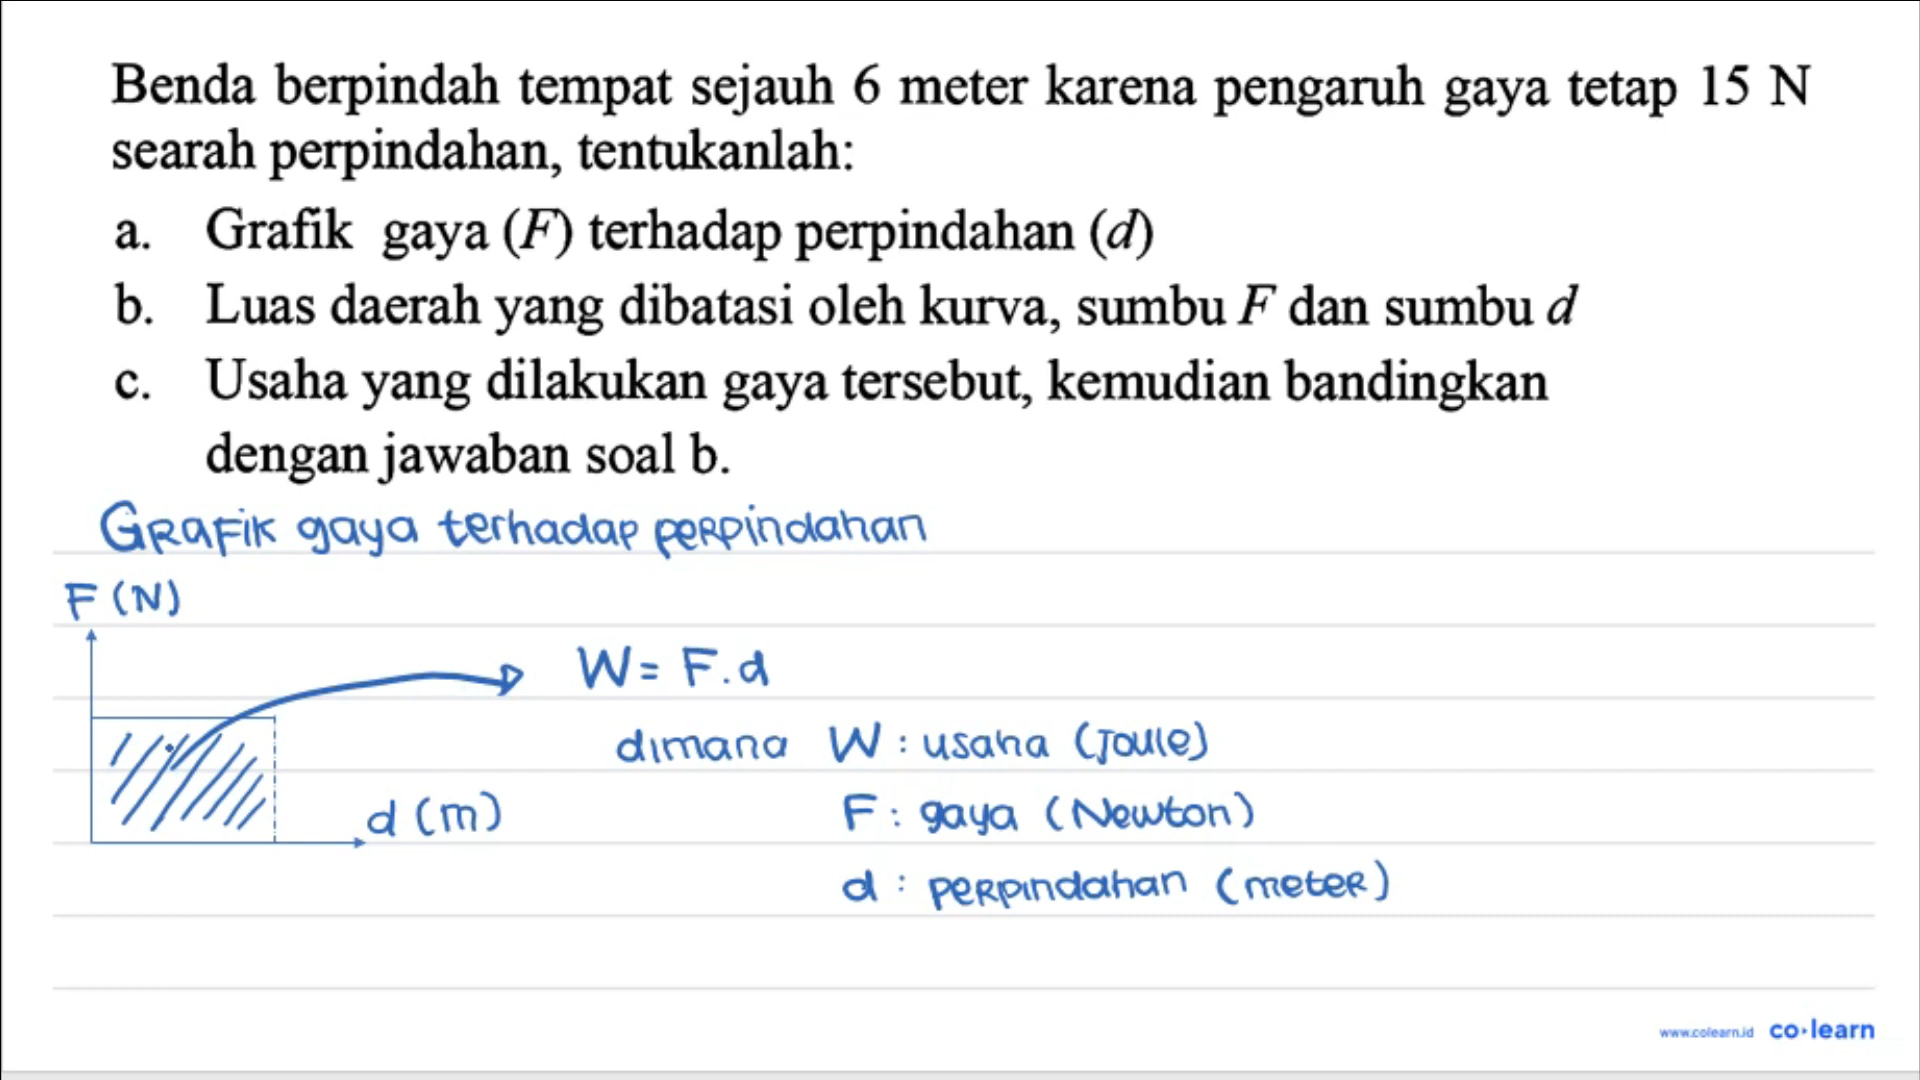 Benda berpindah tempat sejauh 6 meter karena pengaruh gaya tetap 15 N
searah perpindahan, tentukanlah:
a. Grafik gaya (F) terhadap perpindahan (d)
b. Luas daerah yang dibatasi oleh kurva, sumbu F dan sumbu d
c. Usaha yang dilakukan gaya tersebut, kemudian bandingkan
dengan jawaban soal b.
Grafik gaya terhadap perpindahan
F (N)
W = F.d
dimana W : usaha (Joule)
d (m)
F : gaya (Newton)
d : perpindahan (meter)
www.colearn.id co·learn